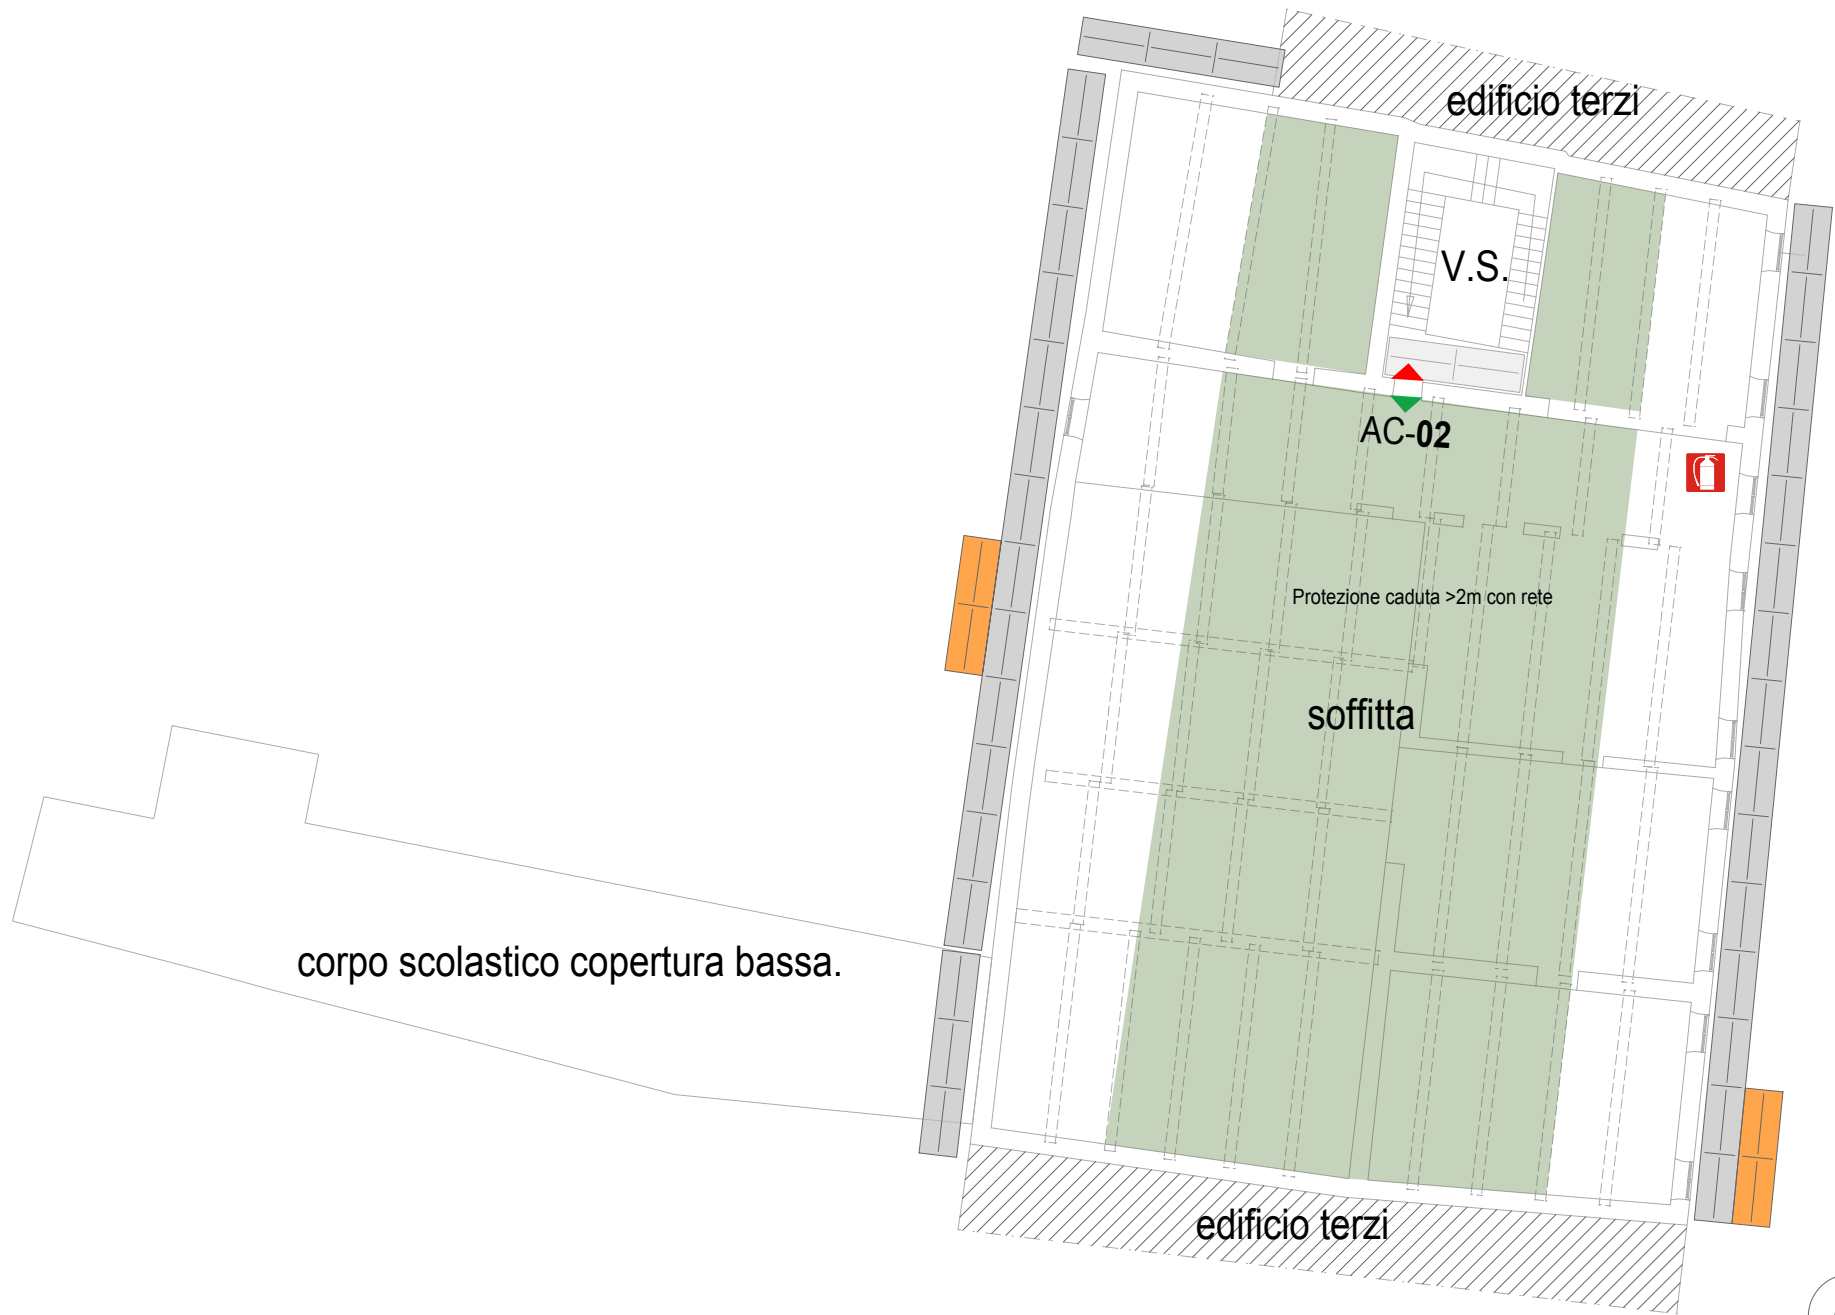 edificio terzi
V.S.
AC-02
Protezione caduta >2m con rete
soffitta
corpo scolastico copertura bassa.
edificio terzi